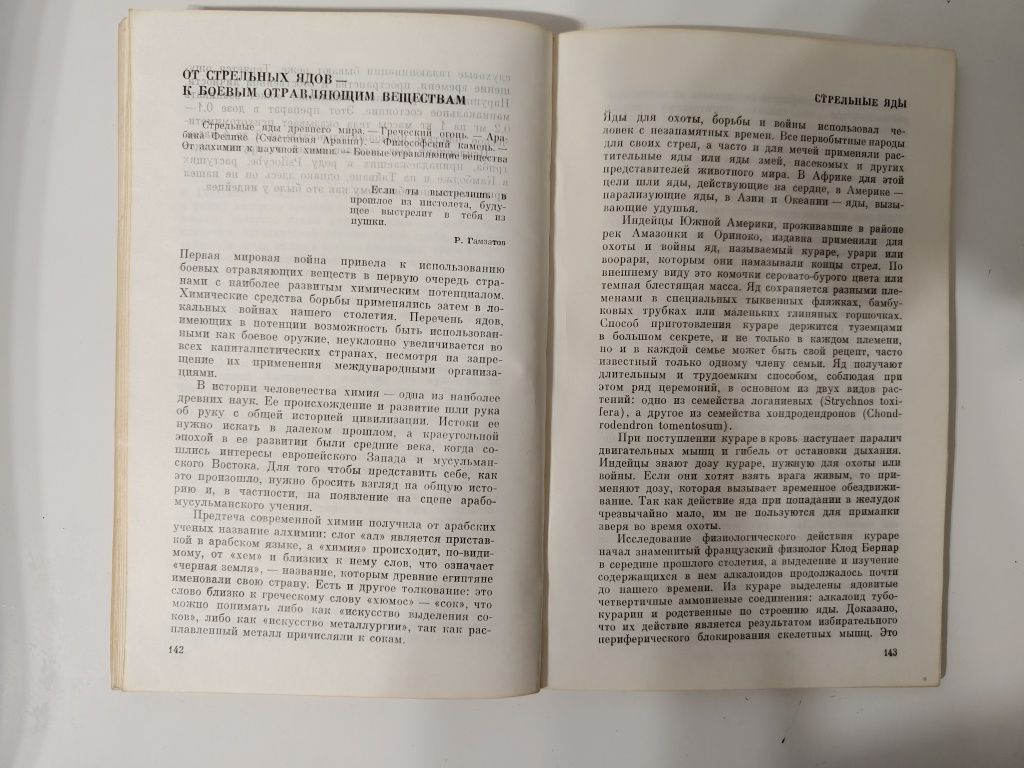 ОТ СТРЕЛЬНЫХ ЯДОВ —
К БОЕВЫМ ОТРАВЛЯЮЩИМ ВЕЩЕСТВАМ
Стрельные яды древнего мира. — Греческий огонь. — Ара-
биа Феликс (Счастливая Аравия). — Философский камень. —
От алхимии к научной химии. — Боевые отравляющие вещества
Если ты выстрелишь в
прошлое из пистолета, буду-
щее выстрелит в тебя из
пушки.
Р. Гамзатов
Первая мировая война привела к использованию
боевых отравляющих веществ в первую очередь стра-
нами с наиболее развитым химическим потенциалом.
Химические средства борьбы применялись затем в ло-
кальных войнах нашего столетия. Перечень ядов,
имеющих в потенции возможность быть использован-
ными как боевое оружие, неуклонно увеличивается во
всех капиталистических странах, несмотря на запре-
щение их применения международными организа-
циями.
В истории человечества химия — одна из наиболее
древних наук. Ее происхождение и развитие шли рука
об руку с общей историей цивилизации. Истоки ее
нужно искать в далеком прошлом, а краеугольной
эпохой в ее развитии были средние века, когда со-
шлись интересы европейского Запада и мусульман-
ского Востока. Для того чтобы представить себе, как
это произошло, нужно бросить взгляд на общую исто-
рию и, в частности, на появление на сцене арабо-
мусульманского учения.
Предтеча современной химии получила от арабских
ученых название алхимии: слог «ал» является пристав-
кой в арабском языке, а «химия» происходит, по-види-
мому, от «хем» и близких к нему слов, что означает
«черная земля», — название, которым древние египтяне
именовали свою страну. Есть и другое толкование: это
слово близко к греческому слову «хюмос» — «сок», что
можно понимать либо как «искусство выделения со-
ков», либо как «искусство металлургии», так как рас-
плавленный металл причисляли к сокам.
142
СТРЕЛЬНЫЕ ЯДЫ
Яды для охоты, борьбы и войны использовал че-
ловек с незапамятных времен. Все первобытные народы
для своих стрел, а часто и для мечей применяли рас-
тительные яды или яды змей, насекомых и других
представителей животного мира. В Африке для этой
цели шли яды, действующие на сердце, в Америке —
парализующие яды, в Азии и Океании — яды, вызы-
вающие удушья.
Индейцы Южной Америки, проживавшие в районе
рек Амазонки и Ориноко, издавна применяли для
охоты и войны яд, называемый кураре, урари или
воорари, которым они намазывали концы стрел. По
внешнему виду это комочки серовато-бурого цвета или
темная блестящая масса. Яд сохраняется разными пле-
менами в специальных тыквенных фляжках, бамбу-
ковых трубках или маленьких глиняных горшочках.
Способ приготовления кураре держится туземцами
в большом секрете, и не только в каждом племени,
но и в каждой семье может быть свой рецепт, часто
известный только одному члену семьи. Яд получают
длительным и трудоемким способом, соблюдая при
этом ряд церемоний, в основном из двух видов рас-
тений: одно из семейства логаниевых (Strychnos toxi-
fera), а другое из семейства хондродендронов (Chond-
rodendron tomentosum).
При поступлении кураре в кровь наступает паралич
двигательных мышц и гибель от остановки дыхания.
Индейцы знают дозу кураре, нужную для охоты или
войны. Если они хотят взять врага живым, то при-
меняют дозу, которая вызывает временное обездвижи-
вание. Так как действие яда при попадании в желудок
чрезвычайно мало, им не пользуются для приманки
зверя во время охоты.
Исследование физиологического действия кураре
начал знаменитый французский физиолог Клод Бернар
в середине прошлого столетия, а выделение и изучение
содержащихся в нем алкалоидов продолжалось почти
до нашего времени. Из кураре выделены ядовитые
четвертичные аммониевые соединения: алкалоид тубо-
курарин и родственные по строению яды. Доказано,
что их действие является результатом избирательного
периферического блокирования скелетных мышц. Это
143